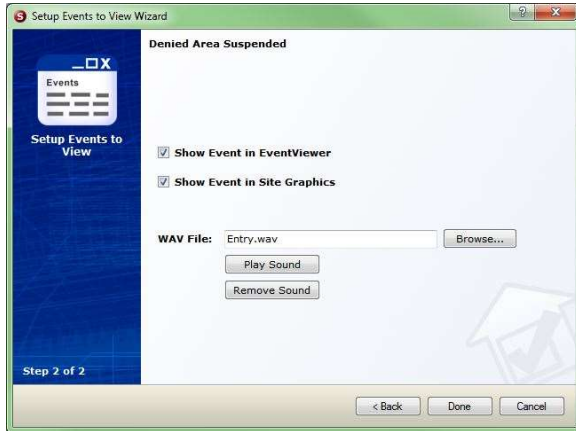 Setup Events to View Wizard
Denied Area Suspended
Events
Setup Events to
View
Show Event in EventViewer
Show Event in Site Graphics
WAV File: Entry.wav Browse...
Play Sound
Remove Sound
Step 2 of 2
< Back Done Cancel